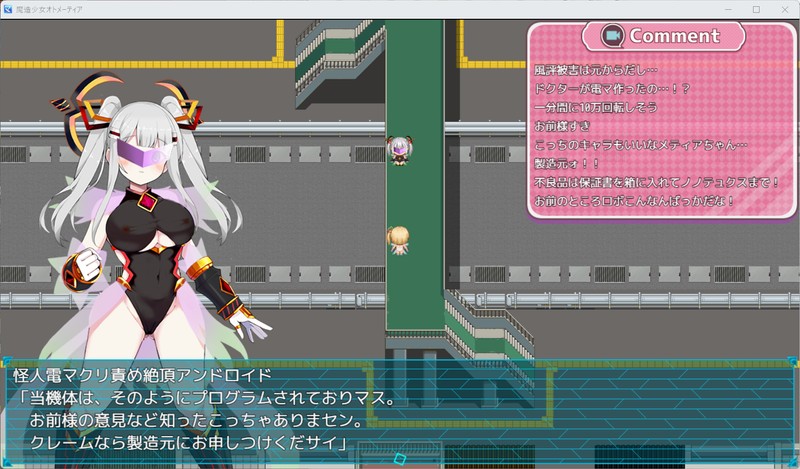 魔造少女オトメーティア
Comment
風評被害は元からだし…
ドクターが電マ作ったの…！？
一分間に10万回転しそう
お前様すき
こっちのキャラもいいなメティアちゃん…
製造元ォ！！
不良品は保証書を箱に入れてノノテュクスまで！
お前のところロボこんなんばっかだな！
怪人電マクリ責め絶頂アンドロイド
「当機体は、そのようにプログラムされておりマス。
お前様の意見など知ったこっちゃありまセン。
クレームなら製造元にお申しつけくだサイ」